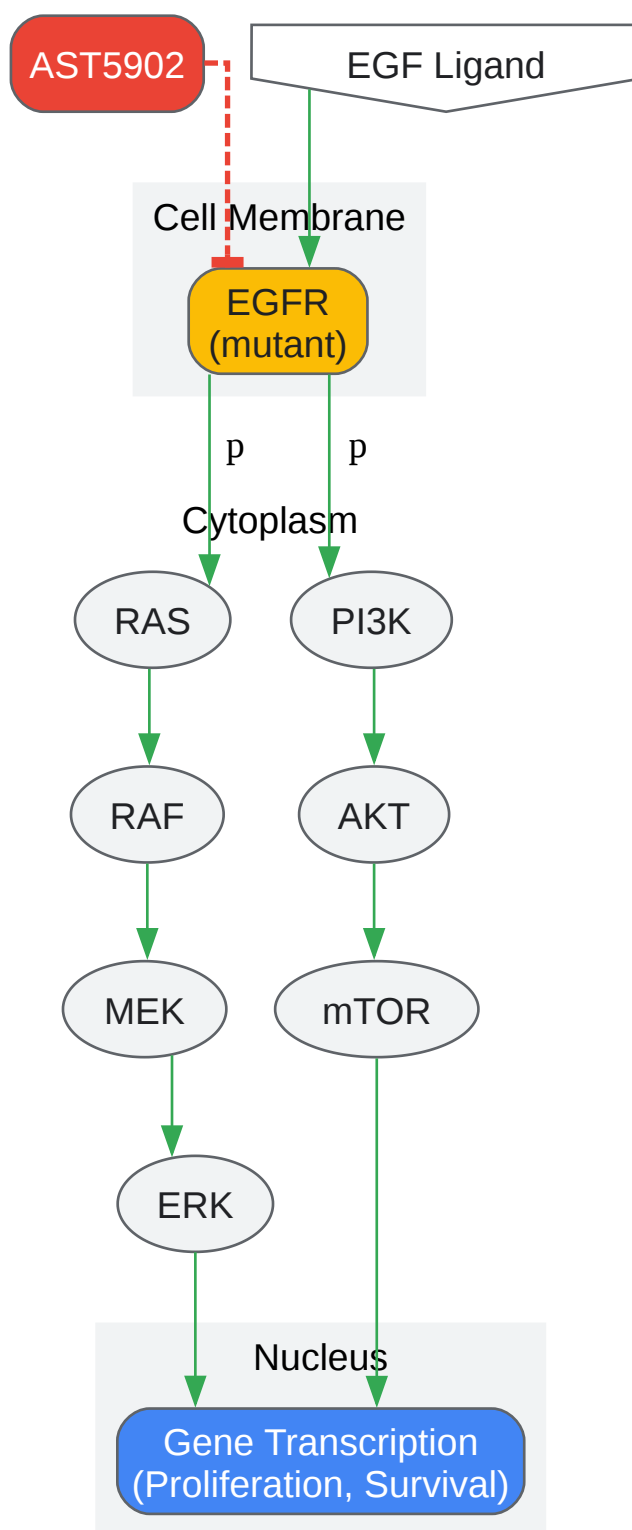 AST5902
EGF Ligand
Cell Membrane
EGFR
(mutant)
p
p
Cytoplasm
RAS
PI3K
RAF
AKT
MEK
mTOR
ERK
Nucleus
Gene Transcription
(Proliferation, Survival)